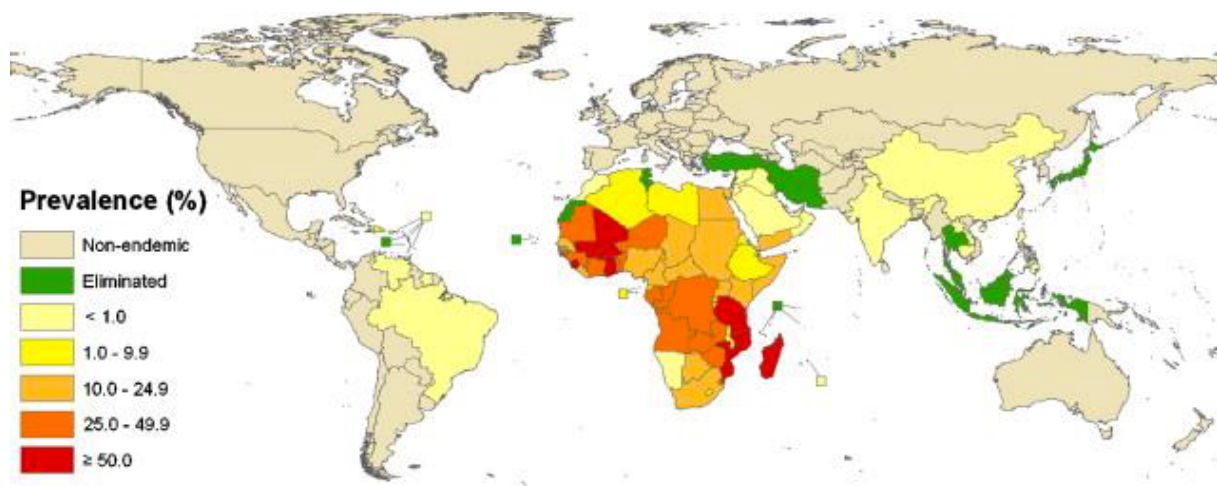 Prevalence (%)
Non-endemic
Eliminated
< 1.0
1.0 - 9.9
10.0 - 24.9
25.0 - 49.9
≥ 50.0